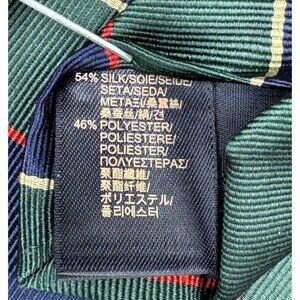 54% SILK/SOIE/SEIDE/
SETA/SEDA/
ΜΕΤΑΞΙ/桑蠶絲/
桑蚕丝/絹/견
46% POLYESTER/
POLIESTERE/
POLIESTER/
ΠΟΛΥΕΣΤΕΡΑΣ/
聚酯纖維/
聚酯纤维/
ポリエステル/
폴리에스터